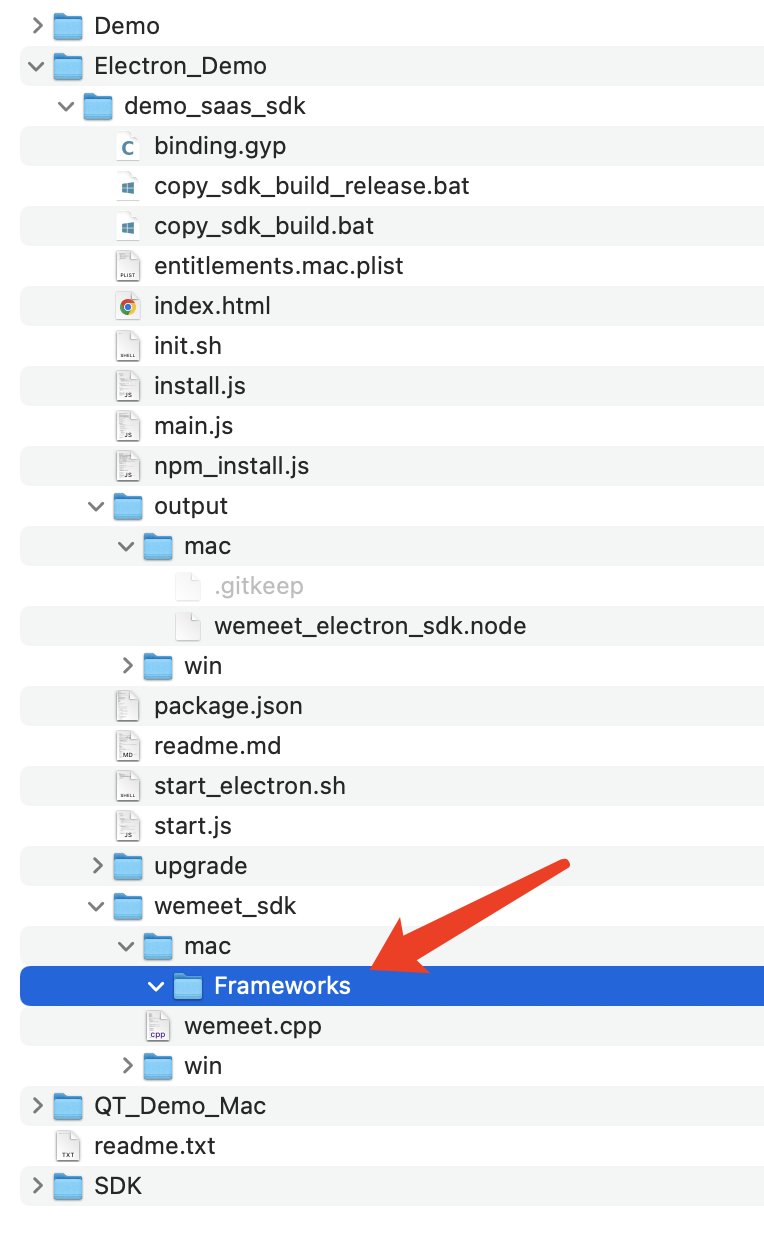 Demo
Electron_Demo
demo_saas_sdk
binding.gyp
copy_sdk_build_release.bat
copy_sdk_build.bat
entitlements.mac.plist
index.html
init.sh
install.js
main.js
npm_install.js
output
mac
.gitkeep
wemeet_electron_sdk.node
win
package.json
readme.md
start_electron.sh
start.js
upgrade
wemeet_sdk
mac
Frameworks
wemeet.cpp
win
QT_Demo_Mac
readme.txt
SDK